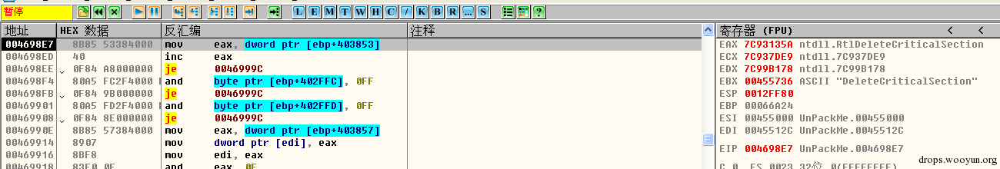 暂停 L E M T W H C / K B R ... S ?
地址 HEX 数据 反汇编 注释 寄存器 (FPU) < <
004698E7 8B85 53384000 mov eax, dword ptr [ebp+403853] EAX 7C93135A ntdll.RtlDeleteCriticalSection
004698ED 40 inc eax ECX 7C937DE9 ntdll.7C937DE9
004698EE 0F84 A8000000 je 0046999C EDX 7C99B178 ntdll.7C99B178
004698F4 80A5 FC2F4000 and byte ptr [ebp+402FFC], 0FF EBX 00455736 ASCII "DeleteCriticalSection"
004698FB 0F84 9B000000 je 0046999C ESP 0012FF80
00469901 80A5 FD2F4000 and byte ptr [ebp+402FFD], 0FF EBP 00066A24
00469908 0F84 8E000000 je 0046999C ESI 00455000 UnPackMe.00455000
0046990E 8B85 57384000 mov eax, dword ptr [ebp+403857] EDI 0045512C UnPackMe.0045512C
00469914 8907 mov dword ptr [edi], eax
00469916 8BF8 mov edi, eax EIP 004698E7 UnPackMe.004698E7
00469918 83E0 0F and eax, 0F C 0 ES 0023 32位 0(FFFFFFFF)
drops.wooyun.org